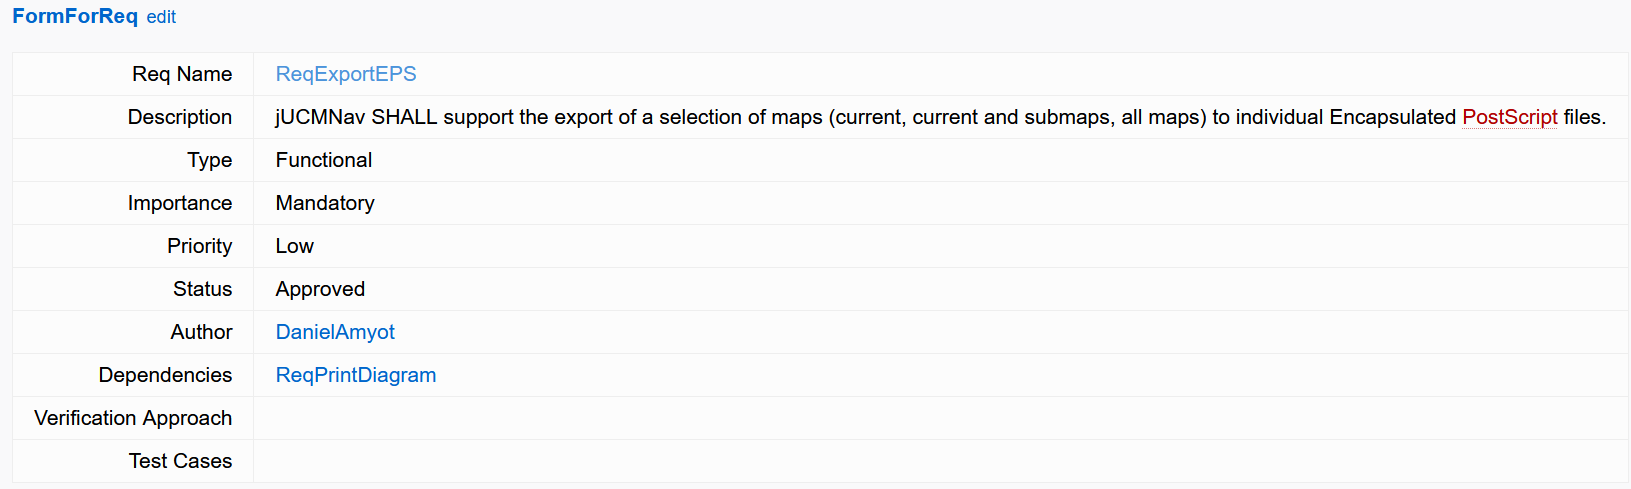 FormForReq edit
Req Name ReqExportEPS
Description jUCMNav SHALL support the export of a selection of maps (current, current and submaps, all maps) to individual Encapsulated PostScript files.
Type Functional
Importance Mandatory
Priority Low
Status Approved
Author DanielAmyot
Dependencies ReqPrintDiagram
Verification Approach
Test Cases